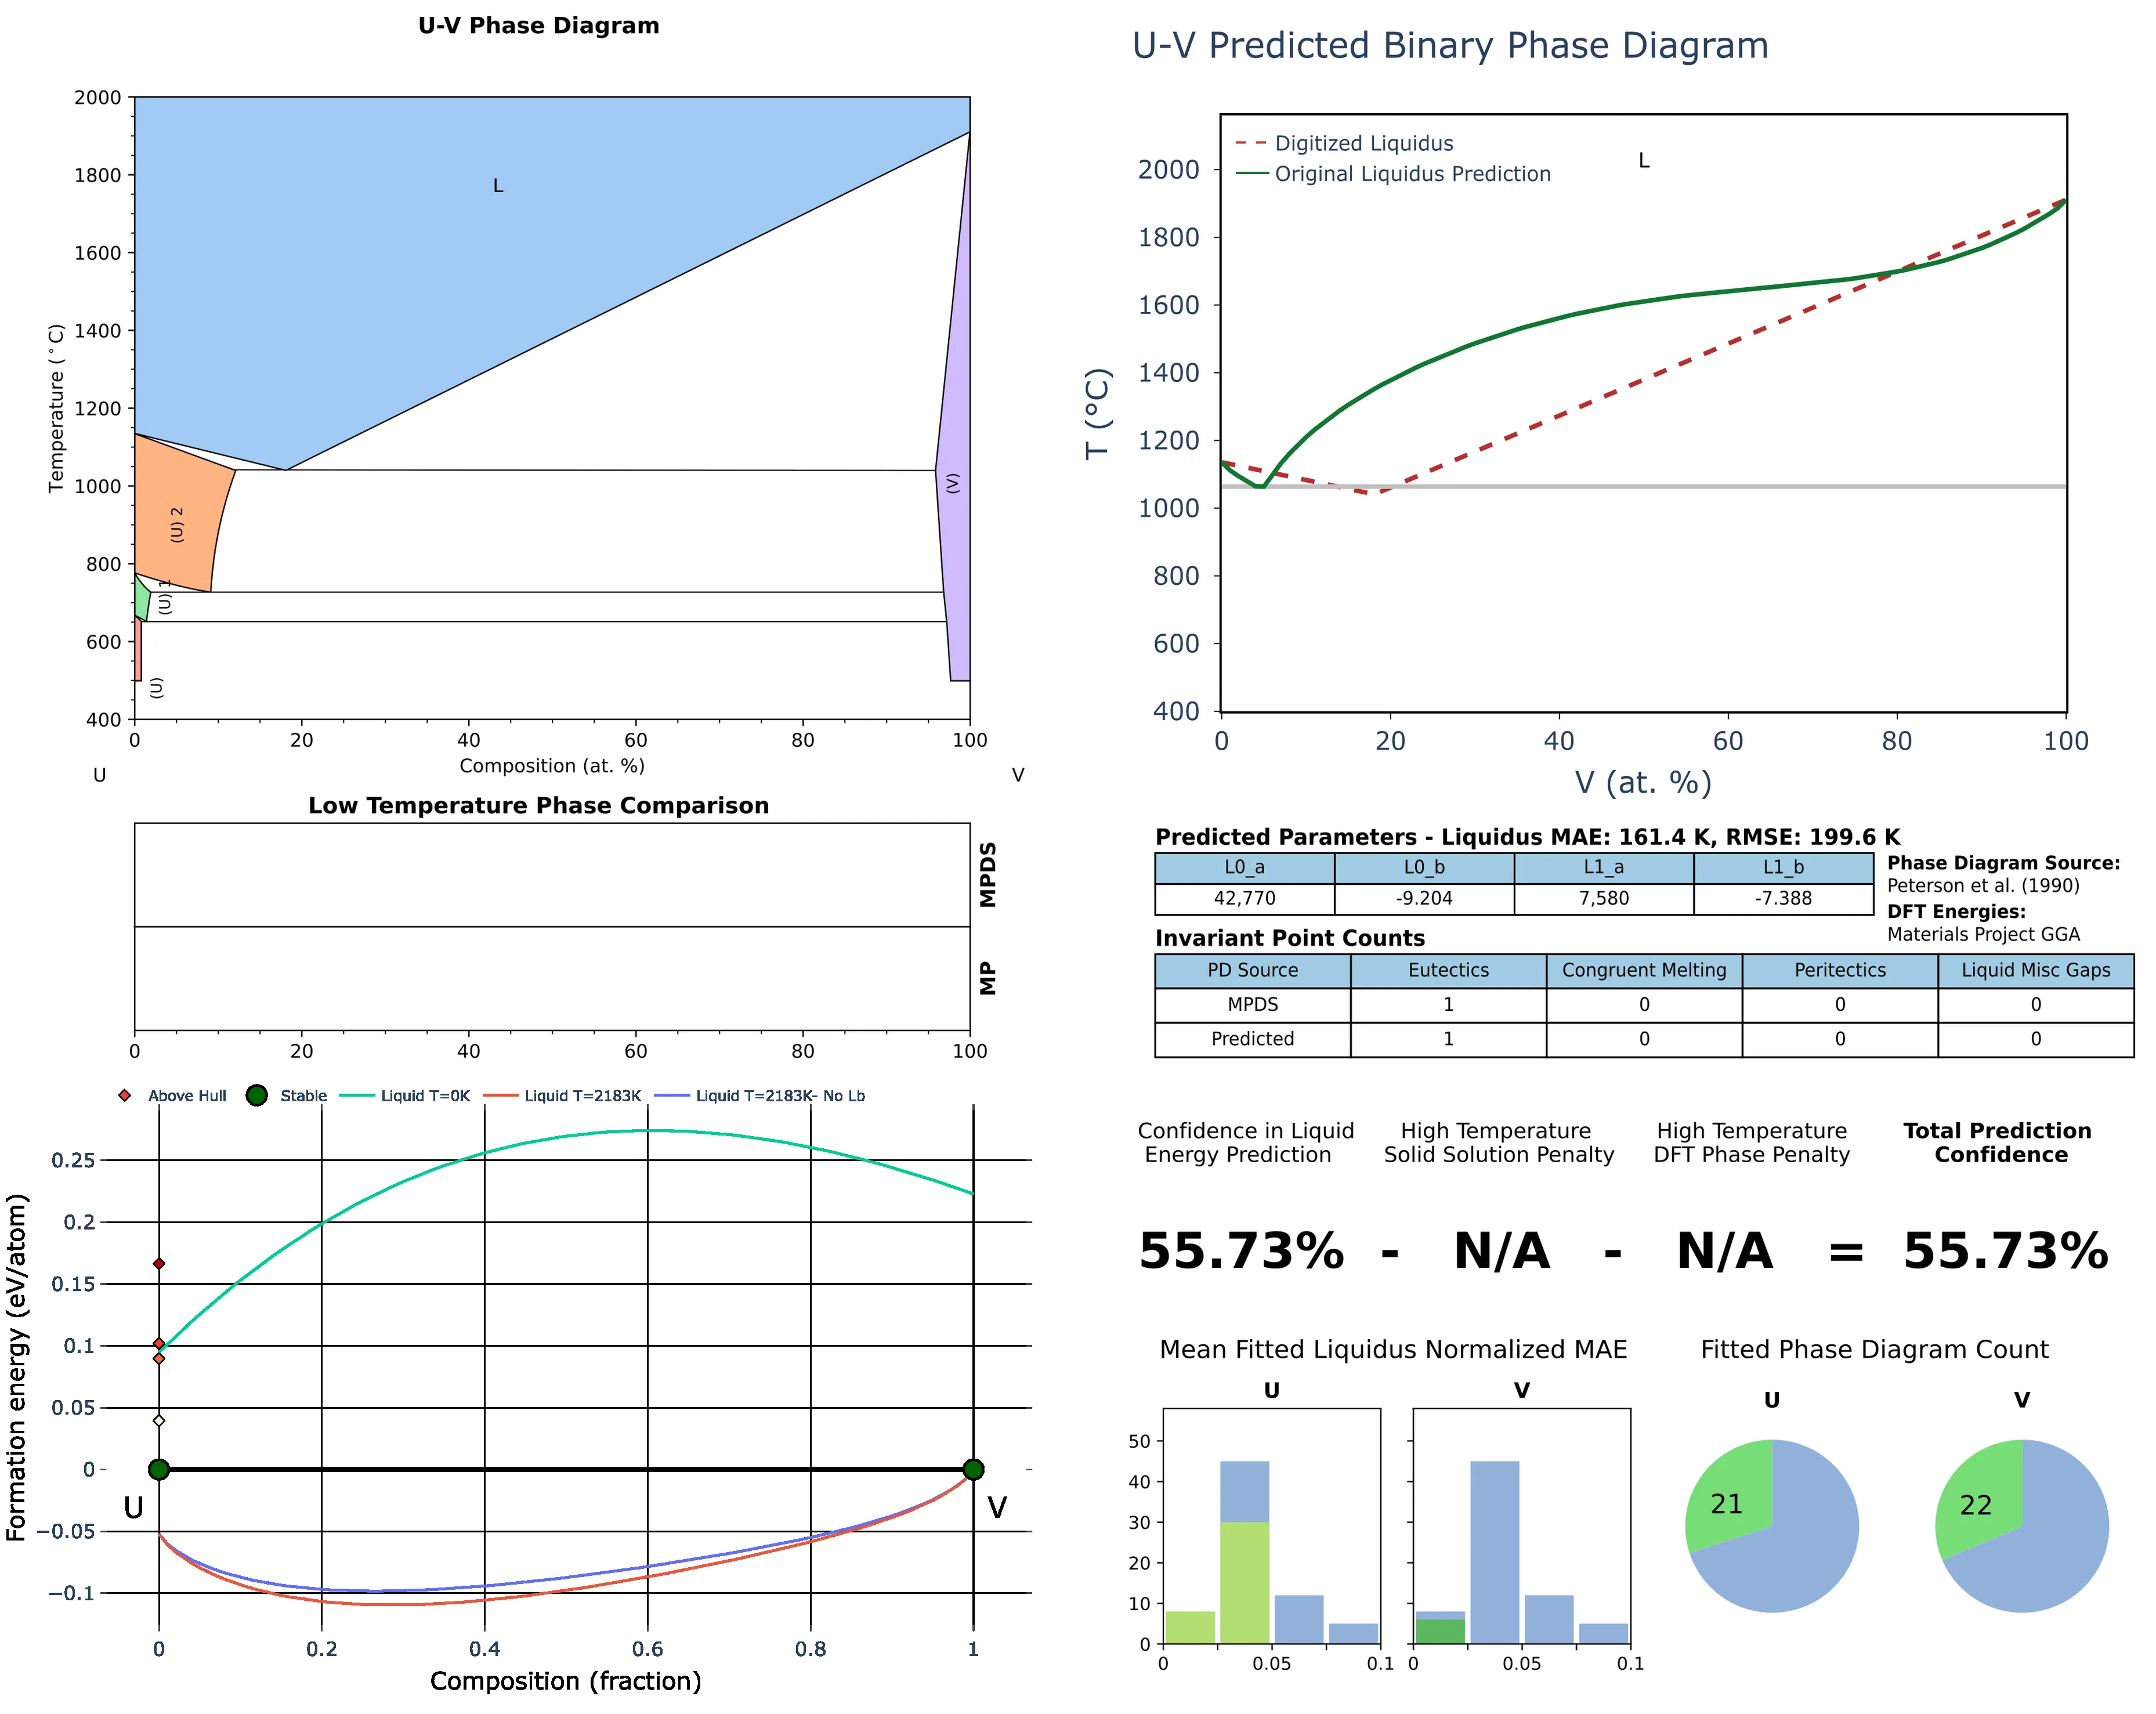 U-V Phase Diagram
2000
1800
1600
1400
1200
1000
800
600
400
Temperature (°C)
L
(U) 2
(U) 1
(U)
(V)
0 20 40 60 80 100
Composition (at. %)
U V
Low Temperature Phase Comparison
MPDS
MP
0 20 40 60 80 100
Above Hull Stable Liquid T=0K Liquid T=2183K Liquid T=2183K- No Lb
0.25
0.2
0.15
0.1
0.05
0
−0.05
−0.1
Formation energy (eV/atom)
U V
0 0.2 0.4 0.6 0.8 1
Composition (fraction)
U-V Predicted Binary Phase Diagram
Digitized Liquidus
Original Liquidus Prediction
L
2000
1800
1600
1400
1200
1000
800
600
400
T (°C)
0 20 40 60 80 100
V (at. %)
Predicted Parameters - Liquidus MAE: 161.4 K, RMSE: 199.6 K
L0_a L0_b L1_a L1_b
42,770 -9.204 7,580 -7.388
Phase Diagram Source:
Peterson et al. (1990)
DFT Energies:
Materials Project GGA
Invariant Point Counts
PD Source Eutectics Congruent Melting Peritectics Liquid Misc Gaps
MPDS 1 0 0 0
Predicted 1 0 0 0
Confidence in Liquid
Energy Prediction
High Temperature
Solid Solution Penalty
High Temperature
DFT Phase Penalty
Total Prediction
Confidence
55.73% - N/A - N/A = 55.73%
Mean Fitted Liquidus Normalized MAE
U V
50
40
30
20
10
0
0 0.05 0.1 0 0.05 0.1
Fitted Phase Diagram Count
U V
21 22